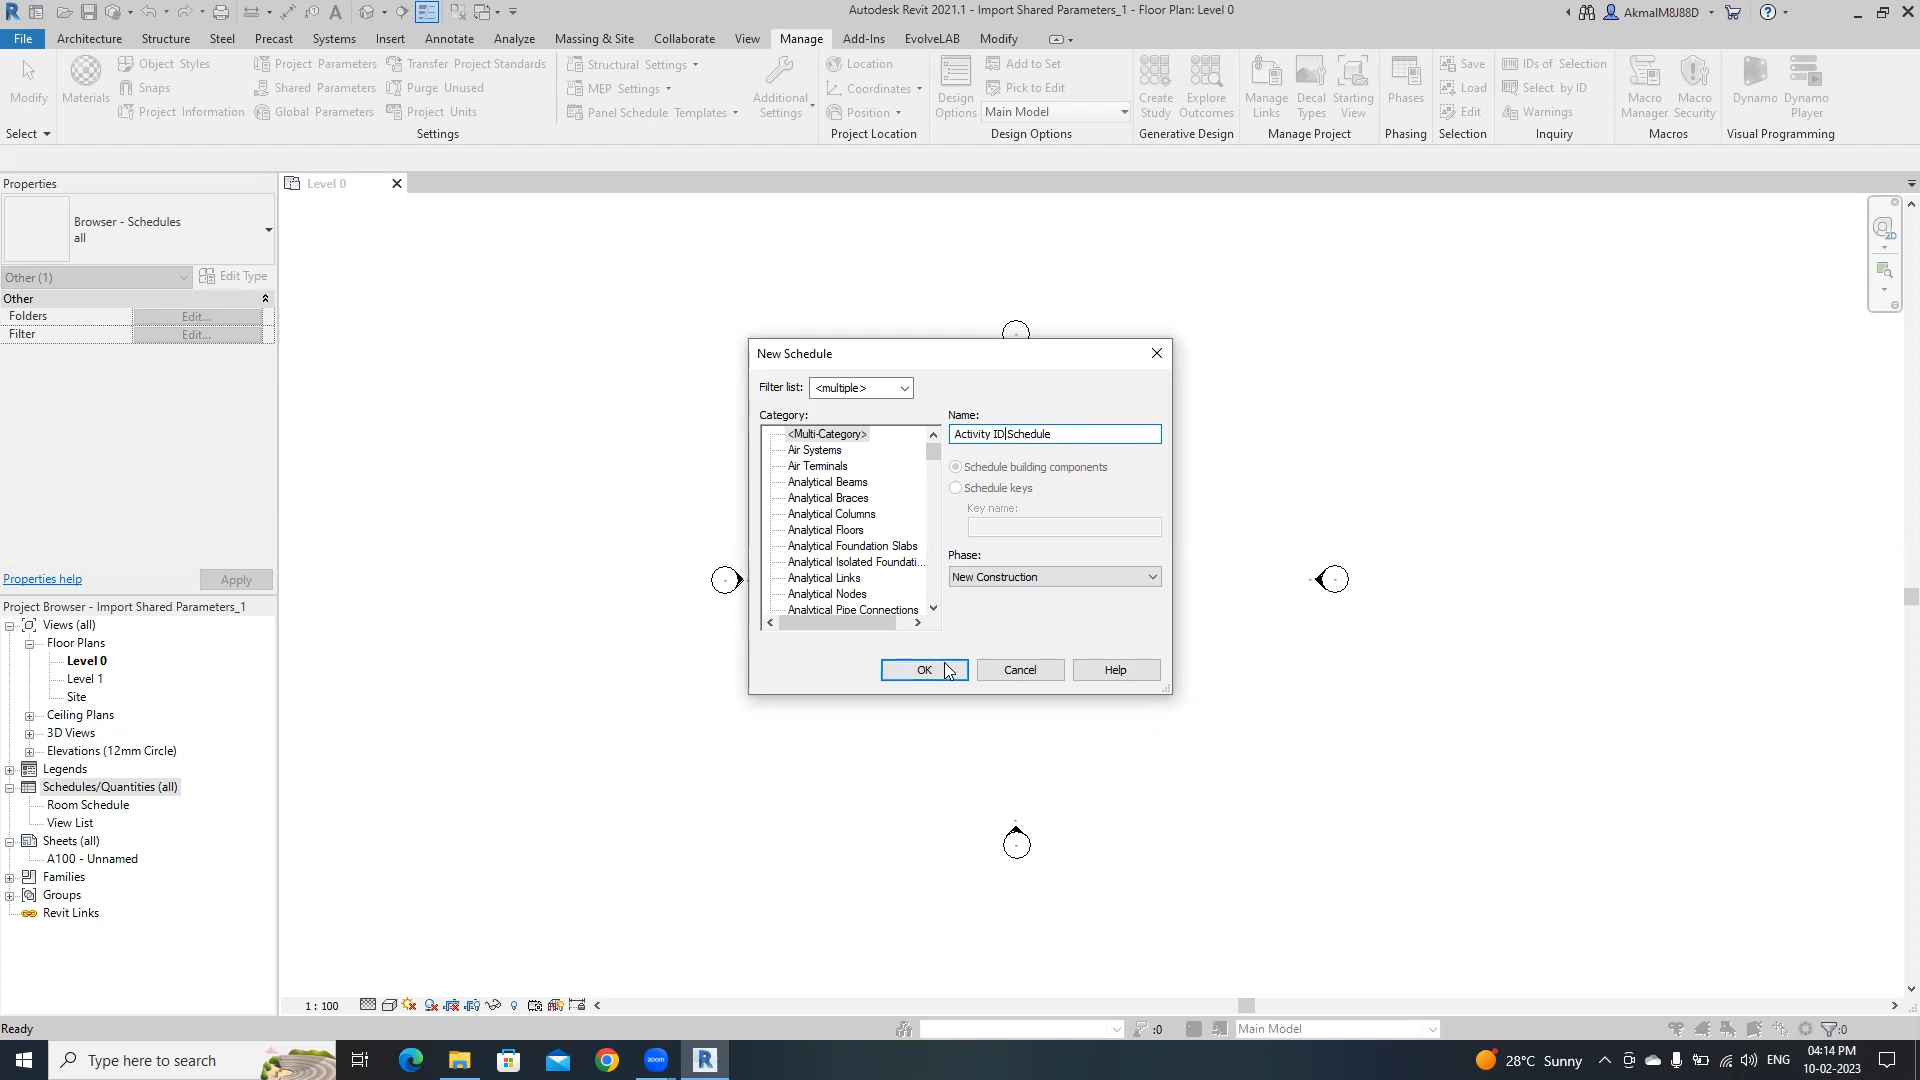 Autodesk Revit 2021.1 - Import Shared Parameters_1 - Floor Plan: Level 0
AkmalM8J88D
File Architecture Structure Steel Precast Systems Insert Annotate Analyze Massing & Site Collaborate View Manage Add-Ins EvolveLAB Modify
Modify
Select
Materials
Object Styles
Snaps
Project Information
Project Parameters
Shared Parameters
Global Parameters
Transfer Project Standards
Purge Unused
Project Units
Settings
Structural Settings
MEP Settings
Panel Schedule Templates
Additional
Settings
Location
Coordinates
Position
Project Location
Design
Options
Add to Set
Pick to Edit
Main Model
Design Options
Create
Study
Explore
Outcomes
Generative Design
Manage
Links
Decal
Types
Starting
View
Manage Project
Phases
Phasing
Save
Load
Edit
Selection
IDs of Selection
Select by ID
Warnings
Inquiry
Macro
Manager
Macro
Security
Macros
Dynamo
Dynamo
Player
Visual Programming
Properties
Browser - Schedules
all
Other (1)
Edit Type
Other
Folders Edit...
Filter Edit...
Properties help
Apply
Project Browser - Import Shared Parameters_1
Views (all)
Floor Plans
Level 0
Level 1
Site
Ceiling Plans
3D Views
Elevations (12mm Circle)
Legends
Schedules/Quantities (all)
Room Schedule
View List
Sheets (all)
A100 - Unnamed
Families
Groups
Revit Links
Level 0
2D
New Schedule
Filter list: <multiple>
Category:
<Multi-Category>
Air Systems
Air Terminals
Analytical Beams
Analytical Braces
Analytical Columns
Analytical Floors
Analytical Foundation Slabs
Analytical Isolated Foundati...
Analytical Links
Analytical Nodes
Analytical Pipe Connections
Name:
Activity ID Schedule
Schedule building components
Schedule keys
Key name:
Phase:
New Construction
OK
Cancel
Help
1 : 100
Ready
:0
Main Model
:0
Type here to search
zoom
28°C Sunny
ENG
04:14 PM
10-02-2023